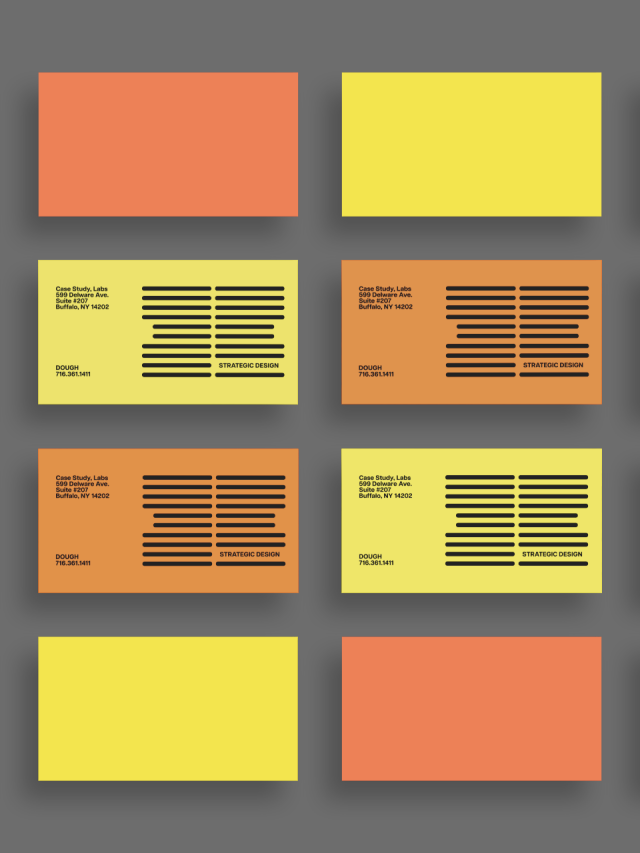 Case Study, Labs
599 Delware Ave.
Suite #207
Buffalo, NY 14202
DOUGH
716.361.1411
STRATEGIC DESIGN
Case Study, Labs
599 Delware Ave.
Suite #207
Buffalo, NY 14202
DOUGH
716.361.1411
STRATEGIC DESIGN
Case Study, Labs
599 Delware Ave.
Suite #207
Buffalo, NY 14202
DOUGH
716.361.1411
STRATEGIC DESIGN
Case Study, Labs
599 Delware Ave.
Suite #207
Buffalo, NY 14202
DOUGH
716.361.1411
STRATEGIC DESIGN